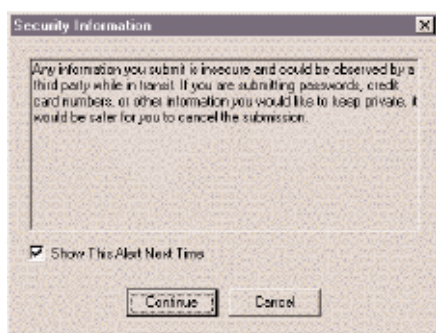 Security Information
Any information you submit is insecure and could be observed by a
third party while in transit. If you are submitting passwords, credit
card numbers, or other information you would like to keep private, it
would be safer for you to cancel the submission.
Show This Alert Next Time
Continue
Cancel